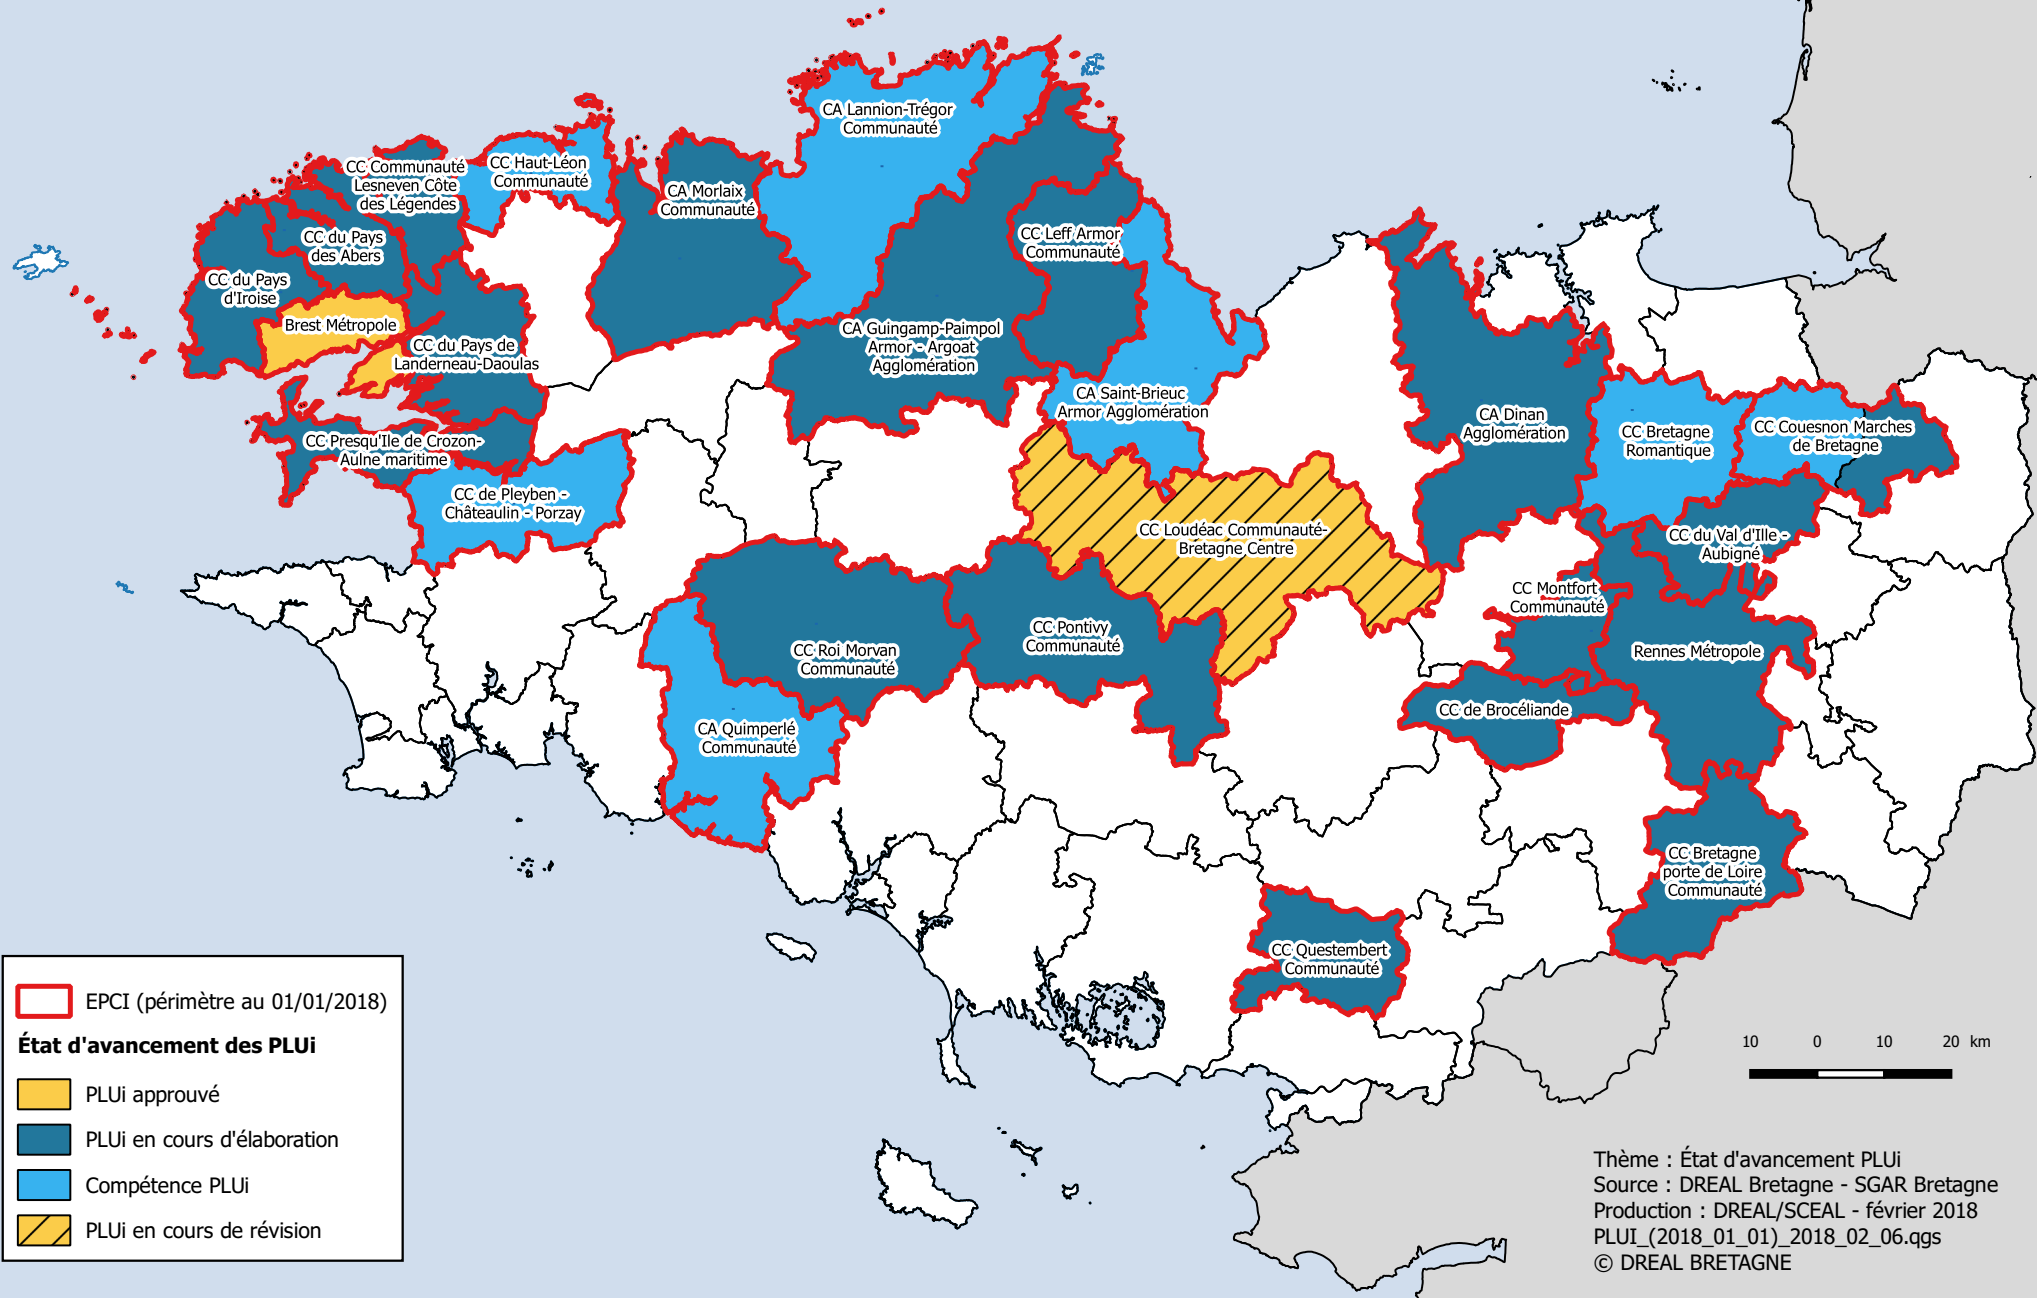 CA Lannion-Trégor
Communauté
CC Haut-Léon
Communauté
CC Communauté
Lesneven Côte
des Légendes
CA Morlaix
Communauté
CC du Pays
des Abers
CC Leff Armor
Communauté
CC du Pays
d'Iroise
Brest Métropole
CC du Pays de
Landerneau-Daoulas
CA Guingamp-Paimpol
Armor - Argoat
Agglomération
CA Saint-Brieuc
Armor Agglomération
CA Dinan
Agglomération
CC Bretagne
Romantique
CC Couesnon Marches
de Bretagne
CC Presqu'Ile de Crozon-
Aulne maritime
CC de Pleyben -
Châteaulin - Porzay
CC Loudéac Communauté-
Bretagne Centre
CC du Val d'Ille -
Aubigné
CC Montfort
Communauté
CC Roi Morvan
Communauté
CC Pontivy
Communauté
Rennes Métropole
CC de Brocéliande
CA Quimperlé
Communauté
CC Bretagne
porte de Loire
Communauté
CC Questembert
Communauté
EPCI (périmètre au 01/01/2018)
État d'avancement des PLUi
PLUi approuvé
PLUi en cours d'élaboration
Compétence PLUi
PLUi en cours de révision
10 0 10 20 km
Thème : État d'avancement PLUi
Source : DREAL Bretagne - SGAR Bretagne
Production : DREAL/SCEAL - février 2018
PLUI_(2018_01_01)_2018_02_06.qgs
© DREAL BRETAGNE